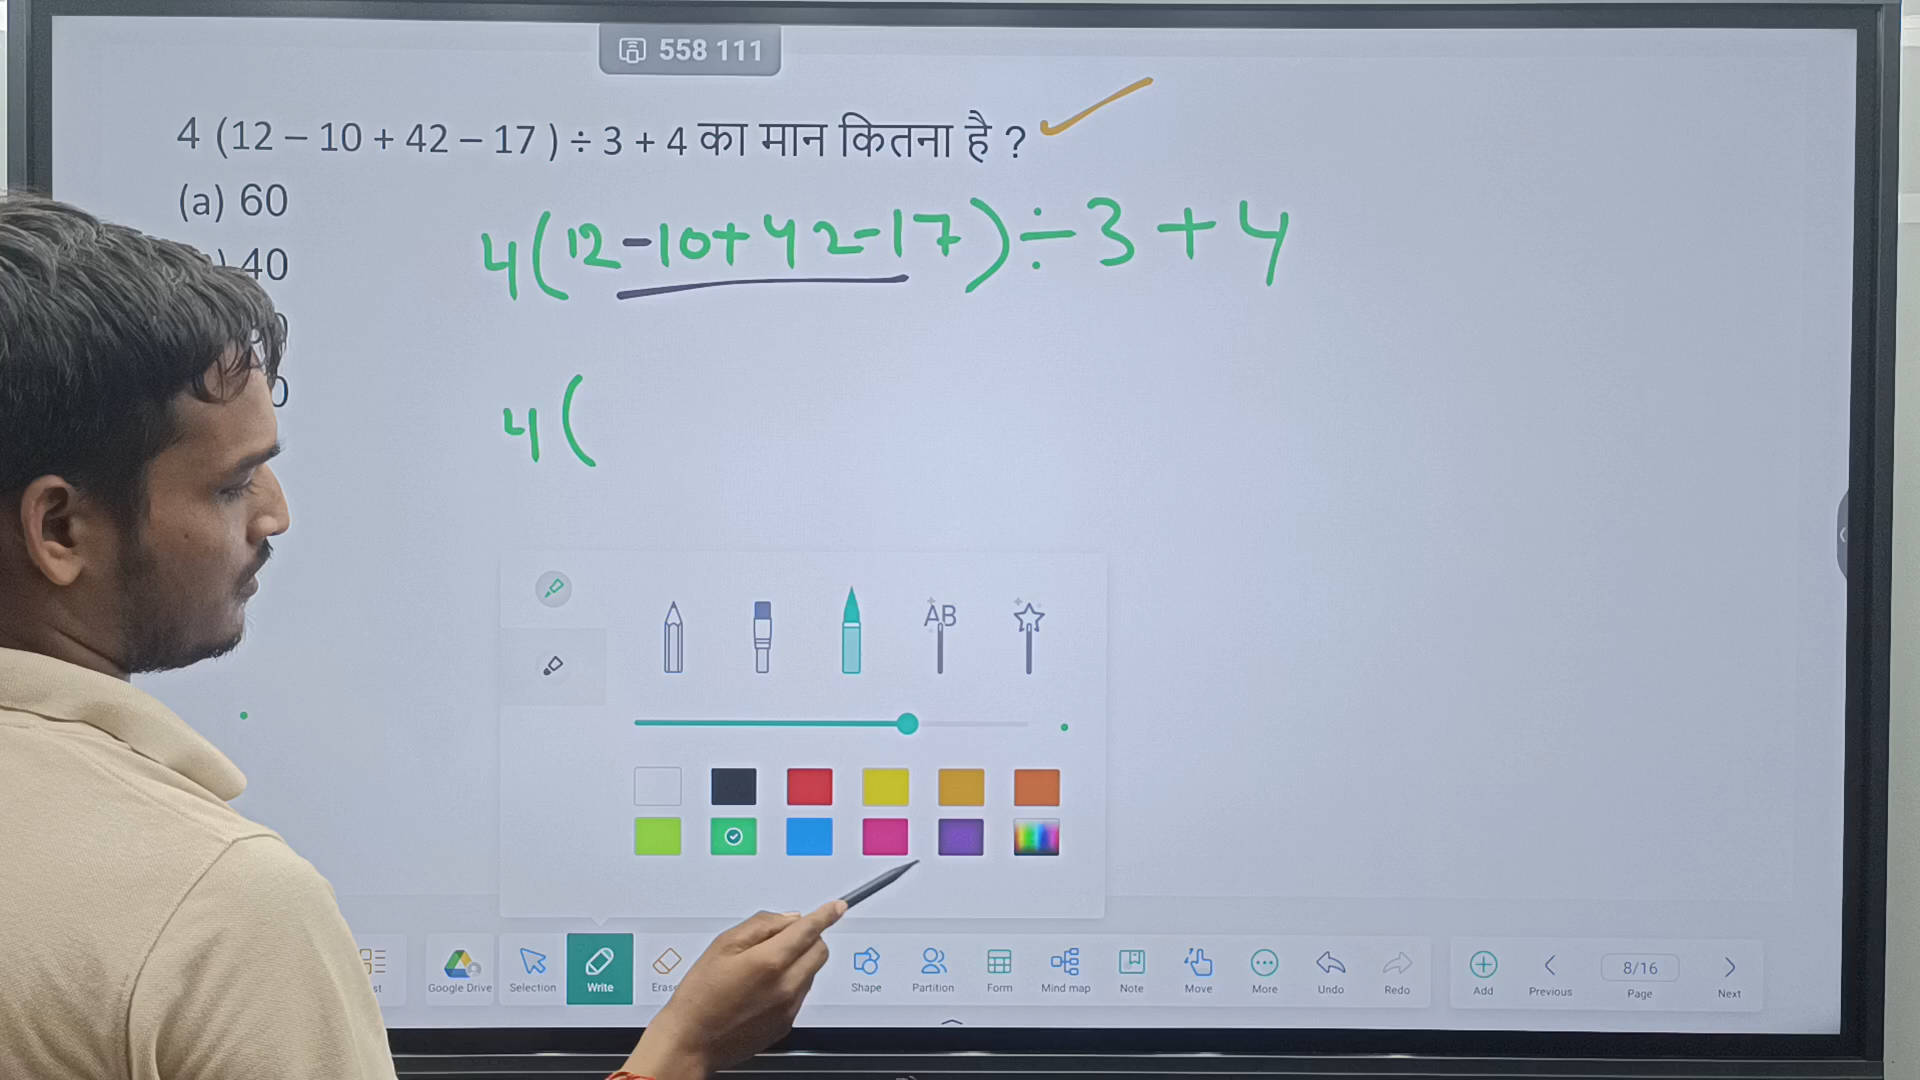 558 111
4 (12 – 10 + 42 – 17 ) ÷ 3 + 4 का मान कितना है ?
(a) 60
4(12-10+42-17)÷3+4
) 40
0
4(
0
AB
Google Drive
Selection
Write
Shape
Partition
Form
Mind map
Note
Move
More
Undo
Redo
Add
Previous
8/16
Page
Next